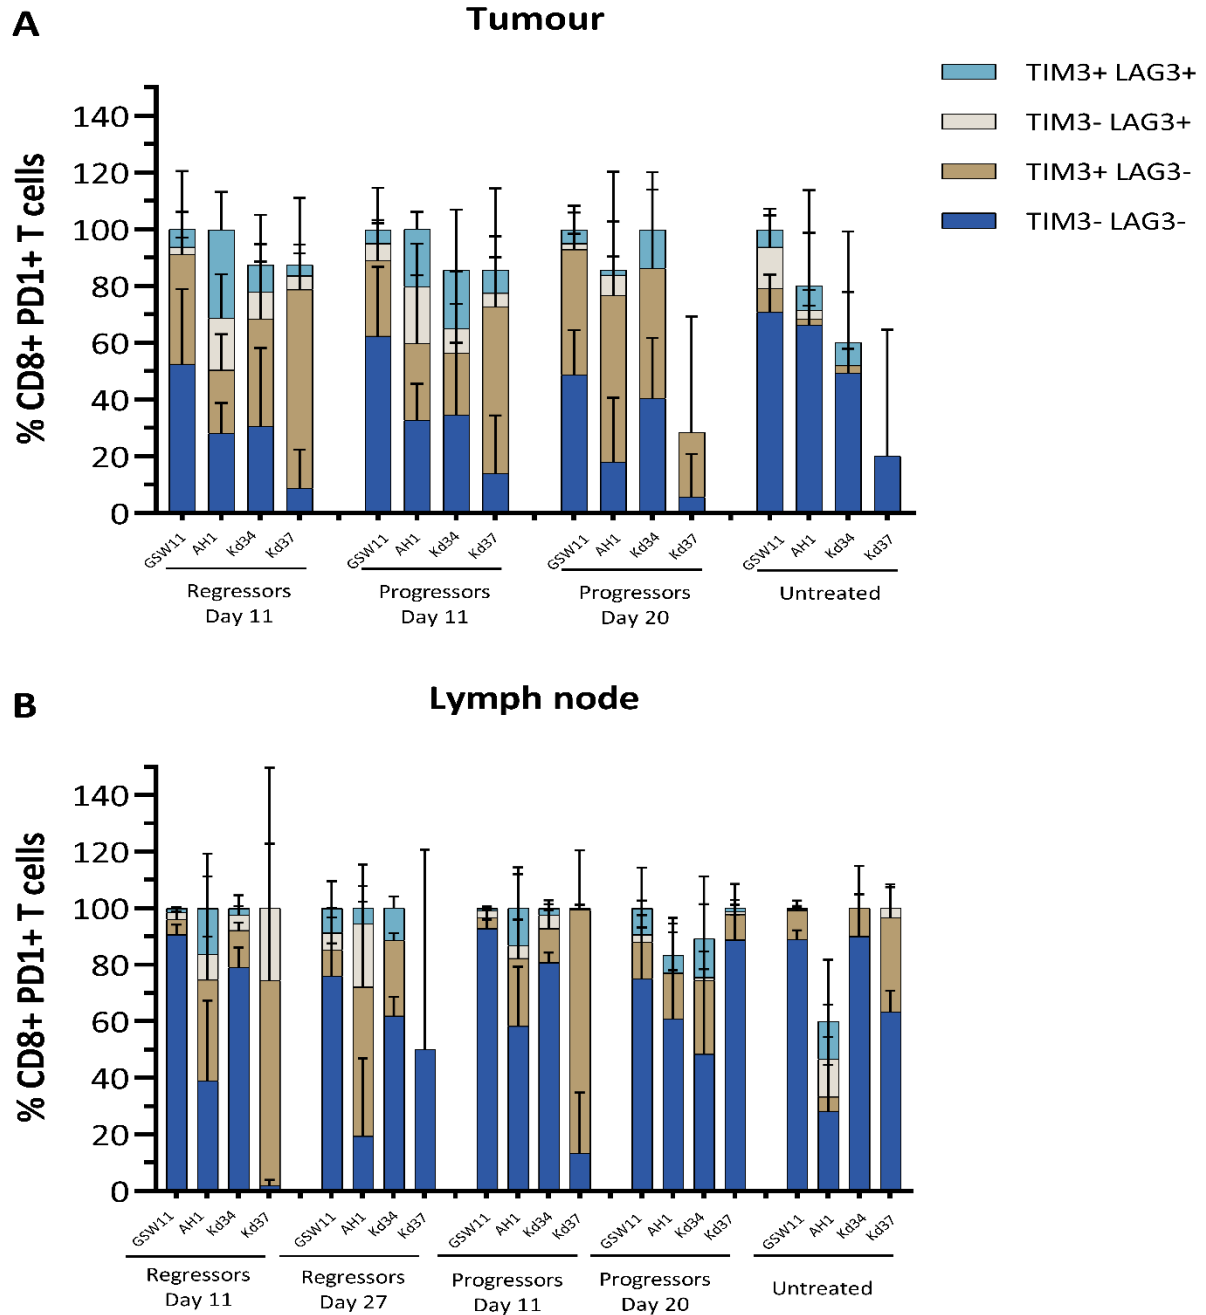 A
Tumour
TIM3+ LAG3+
TIM3- LAG3+
TIM3+ LAG3-
TIM3- LAG3-
% CD8+ PD1+ T cells
140
120
100
80
60
40
20
0
GSW11 AH1 Kd34 Kd37 GSW11 AH1 Kd34 Kd37 GSW11 AH1 Kd34 Kd37 GSW11 AH1 Kd34 Kd37
Regressors Progressors Progressors Untreated
Day 11 Day 11 Day 20
B
Lymph node
% CD8+ PD1+ T cells
140
120
100
80
60
40
20
0
GSW11 AH1 Kd34 Kd37 GSW11 AH1 Kd34 Kd37 GSW11 AH1 Kd34 Kd37 GSW11 AH1 Kd34 Kd37 GSW11 AH1 Kd34 Kd37
Regressors Regressors Progressors Progressors Untreated
Day 11 Day 27 Day 11 Day 20